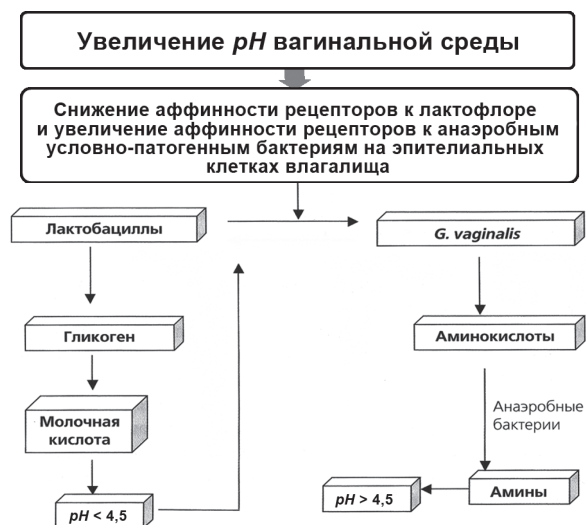 Увеличение pH вагинальной среды
Снижение аффинности рецепторов к лактофлоре
и увеличение аффинности рецепторов к анаэробным
условно-патогенным бактериям на эпителиальных
клетках влагалища
Лактобациллы
G. vaginalis
Гликоген
Аминокислоты
Молочная
кислота
Анаэробные
бактерии
pH < 4,5
pH > 4,5
Амины